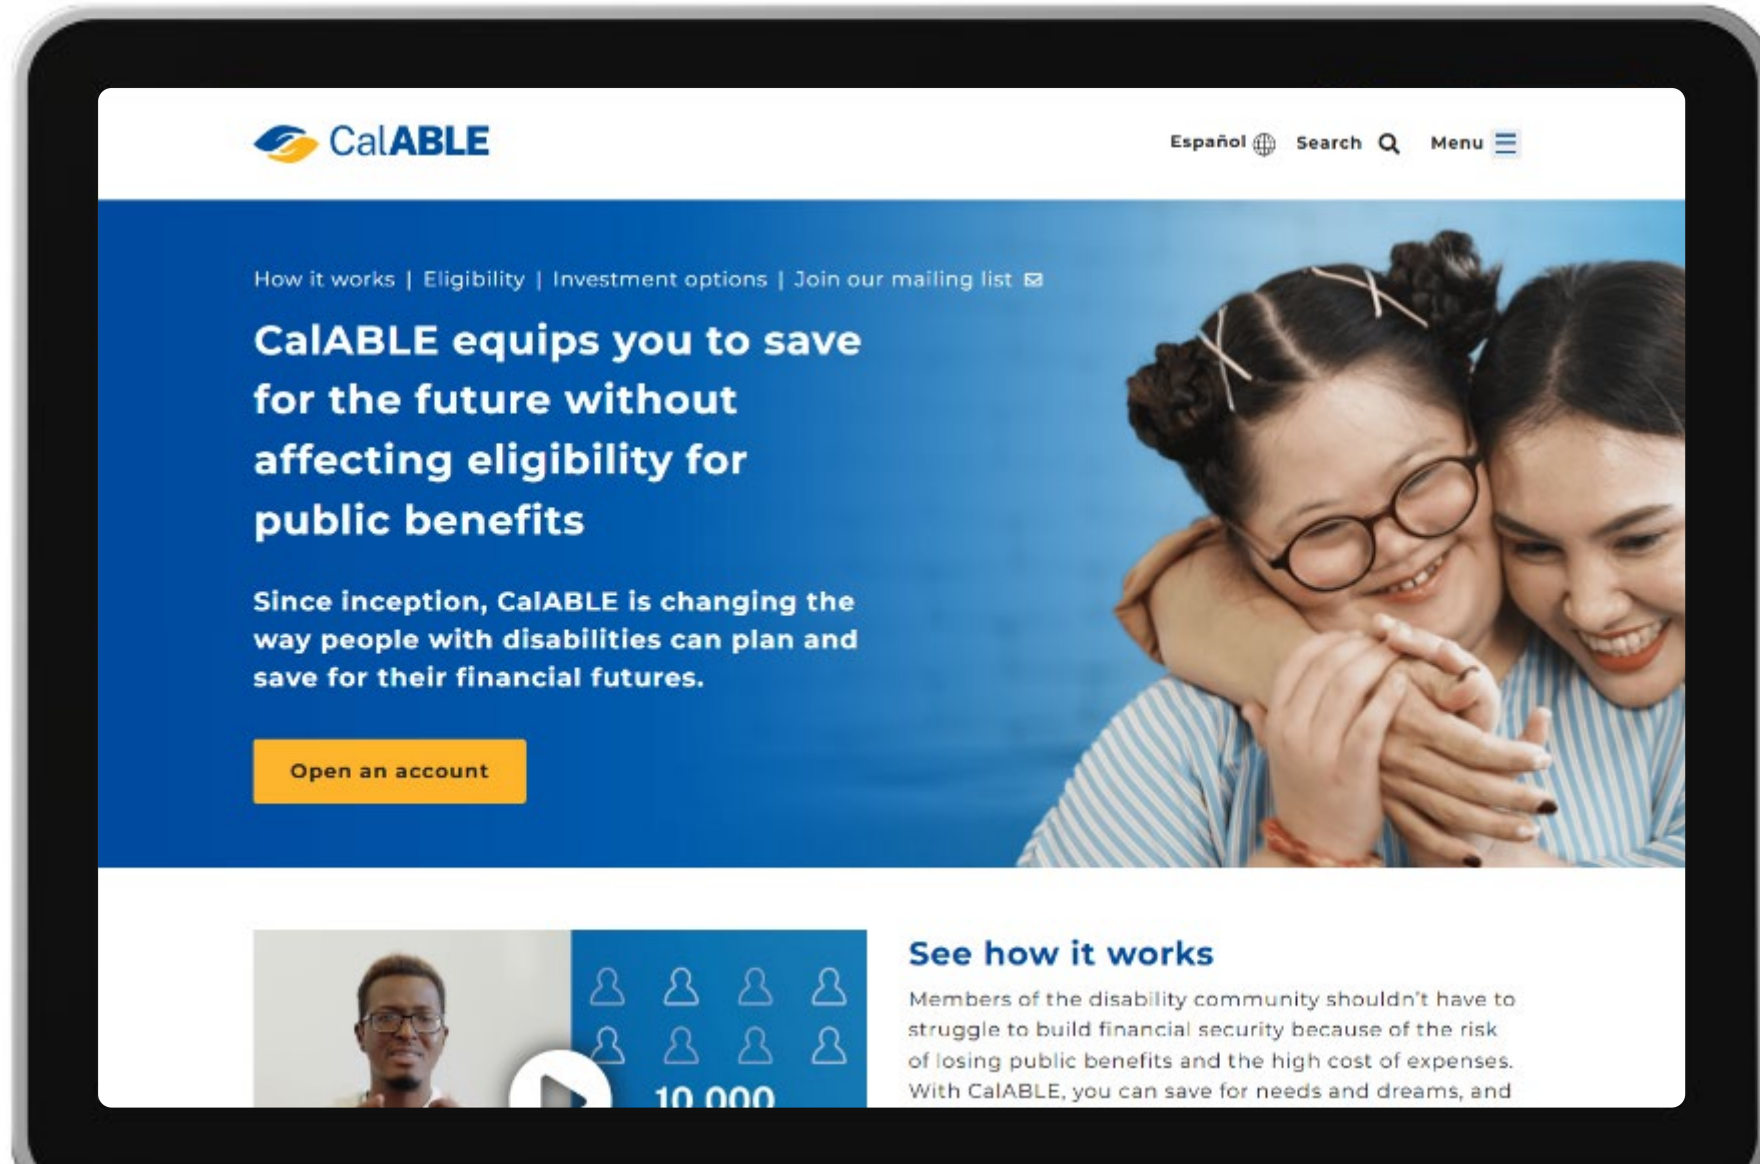 CalABLE
Español Search Menu
How it works | Eligibility | Investment options | Join our mailing list
CalABLE equips you to save
for the future without
affecting eligibility for
public benefits
Since inception, CalABLE is changing the
way people with disabilities can plan and
save for their financial futures.
Open an account
10,000
See how it works
Members of the disability community shouldn't have to
struggle to build financial security because of the risk
of losing public benefits and the high cost of expenses.
With CalABLE, you can save for needs and dreams, and